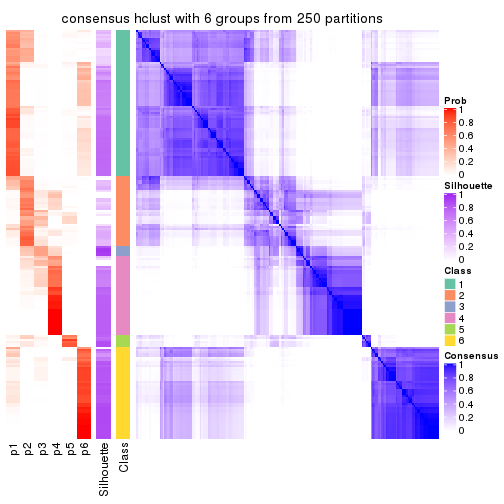 consensus hclust with 6 groups from 250 partitions
Prob
1
0.8
0.6
0.4
0.2
0
Silhouette
1
0.8
0.6
0.4
0.2
0
Class
1
2
3
4
5
6
Consensus
1
0.8
0.6
0.4
0.2
0
p1
p2
p3
p4
p5
p6
Silhouette
Class